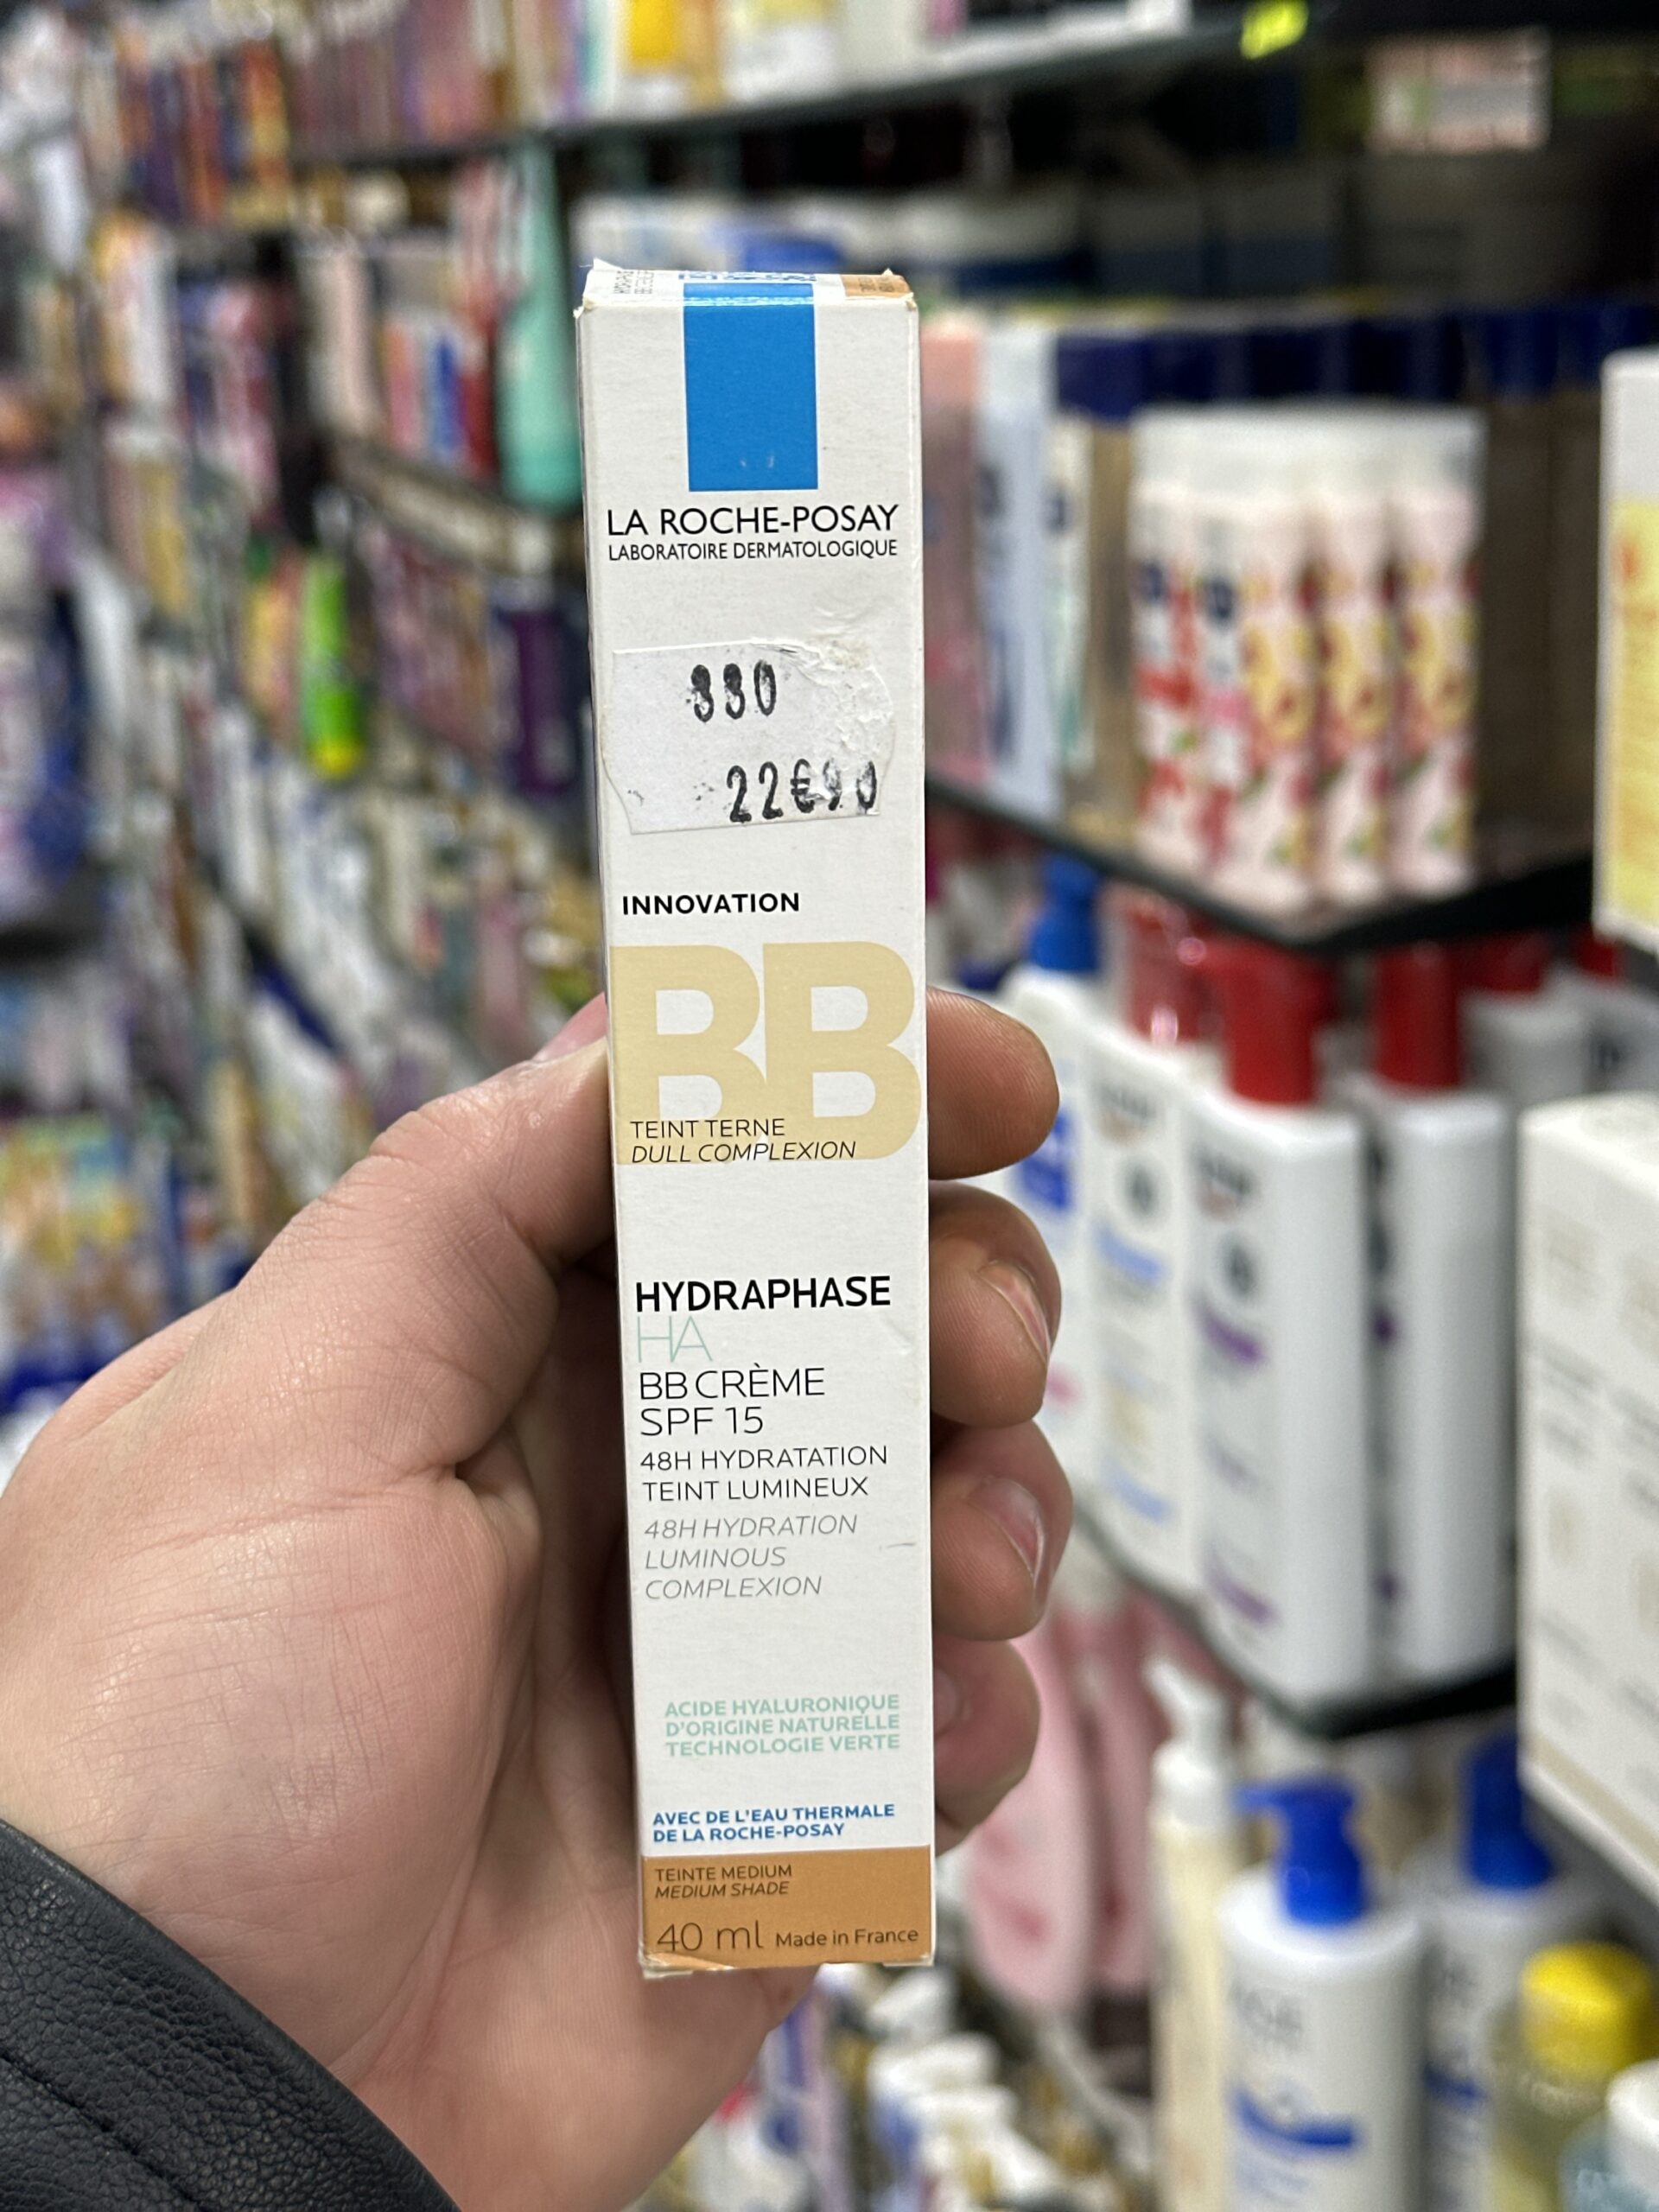 LA ROCHE-POSAY
LABORATOIRE DERMATOLOGIQUE
22€90
INNOVATION
BB
TEINT TERNE
DULL COMPLEXION
HYDRAPHASE
HA
BB CRÈME
SPF 15
48H HYDRATATION
TEINT LUMINEUX
48H HYDRATION
LUMINOUS
COMPLEXION
ACIDE HYALURONIQUE
D'ORIGINE NATURELLE
TECHNOLOGIE VERTE
AVEC DE L'EAU THERMALE
DE LA ROCHE-POSAY
TEINTE MEDIUM
MEDIUM SHADE
40 ml Made in France